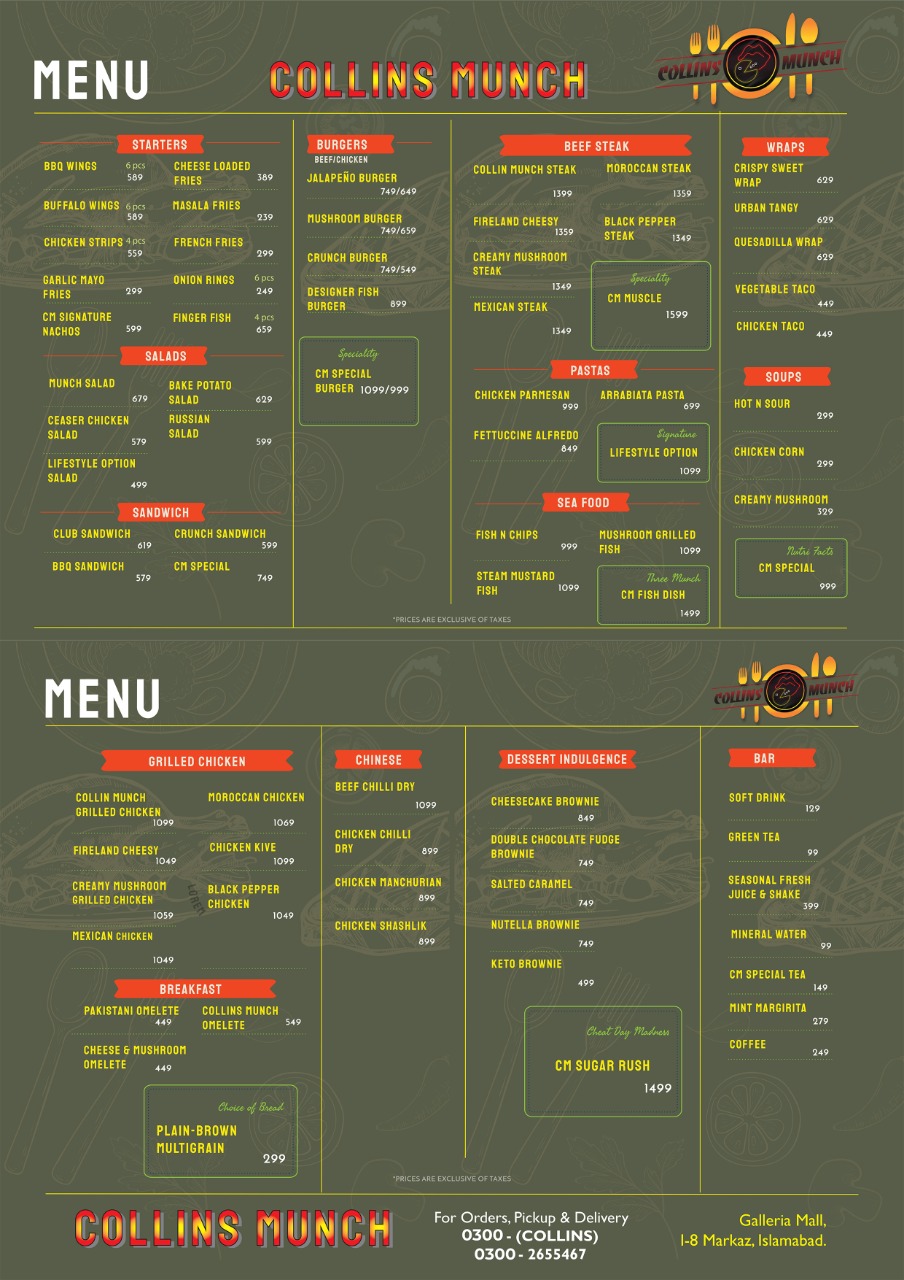 MENU
COLLINS MUNCH
COLLINS MUNCH
STARTERS
BBQ WINGS 6 pcs
589
CHEESE LOADED
FRIES 389
BUFFALO WINGS 6 pcs
589
MASALA FRIES
239
CHICKEN STRIPS 4 pcs
559
FRENCH FRIES
299
GARLIC MAYO
FRIES 299
ONION RINGS 6 pcs
249
CM SIGNATURE
NACHOS 599
FINGER FISH 4 pcs
659
SALADS
MUNCH SALAD
679
BAKE POTATO
SALAD 629
CEASER CHICKEN
SALAD 579
RUSSIAN
SALAD 599
LIFESTYLE OPTION
SALAD
499
SANDWICH
CLUB SANDWICH
619
CRUNCH SANDWICH
599
BBQ SANDWICH
579
CM SPECIAL
749
BURGERS
BEEF/CHICKEN
JALAPEÑO BURGER
749/649
MUSHROOM BURGER
749/659
CRUNCH BURGER
749/549
DESIGNER FISH
BURGER 899
Speciality
CM SPECIAL
BURGER 1099/999
BEEF STEAK
COLLIN MUNCH STEAK
1399
MOROCCAN STEAK
1359
FIRELAND CHEESY
1359
BLACK PEPPER
STEAK 1349
CREAMY MUSHROOM
STEAK
1349
MEXICAN STEAK
1349
Speciality
CM MUSCLE
1599
PASTAS
CHICKEN PARMESAN
999
ARRABIATA PASTA
699
FETTUCCINE ALFREDO
849
Signature
LIFESTYLE OPTION
1099
SEA FOOD
FISH N CHIPS
999
MUSHROOM GRILLED
FISH 1099
STEAM MUSTARD
FISH 1099
Three Munch
CM FISH DISH
1499
WRAPS
CRISPY SWEET
WRAP 629
URBAN TANGY
629
QUESADILLA WRAP
629
VEGETABLE TACO
449
CHICKEN TACO
449
SOUPS
HOT N SOUR
299
CHICKEN CORN
299
CREAMY MUSHROOM
329
Nutri Facts
CM SPECIAL
999
*PRICES ARE EXCLUSIVE OF TAXES
MENU
COLLINS MUNCH
GRILLED CHICKEN
COLLIN MUNCH
GRILLED CHICKEN
1099
MOROCCAN CHICKEN
1069
FIRELAND CHEESY
1049
CHICKEN KIVE
1099
CREAMY MUSHROOM
GRILLED CHICKEN
1059
BLACK PEPPER
CHICKEN
1049
MEXICAN CHICKEN
1049
BREAKFAST
PAKISTANI OMELETE
449
COLLINS MUNCH
OMELETE 549
CHEESE & MUSHROOM
OMELETE 449
Choice of Bread
PLAIN-BROWN
MULTIGRAIN
299
CHINESE
BEEF CHILLI DRY
1099
CHICKEN CHILLI
DRY 899
CHICKEN MANCHURIAN
899
CHICKEN SHASHLIK
899
DESSERT INDULGENCE
CHEESECAKE BROWNIE
849
DOUBLE CHOCOLATE FUDGE
BROWNIE
749
SALTED CARAMEL
749
NUTELLA BROWNIE
749
KETO BROWNIE
499
Cheat Day Madness
CM SUGAR RUSH
1499
BAR
SOFT DRINK
129
GREEN TEA
99
SEASONAL FRESH
JUICE & SHAKE
399
MINERAL WATER
99
CM SPECIAL TEA
149
MINT MARGIRITA
279
COFFEE
249
*PRICES ARE EXCLUSIVE OF TAXES
COLLINS MUNCH
For Orders, Pickup & Delivery
0300 - (COLLINS)
0300 - 2655467
Galleria Mall,
I-8 Markaz, Islamabad.